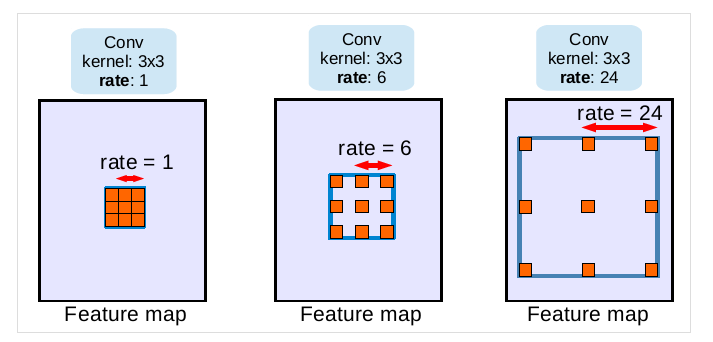 Conv
kernel: 3x3
rate: 1
Conv
kernel: 3x3
rate: 6
Conv
kernel: 3x3
rate: 24
rate = 1
rate = 6
rate = 24
Feature map
Feature map
Feature map